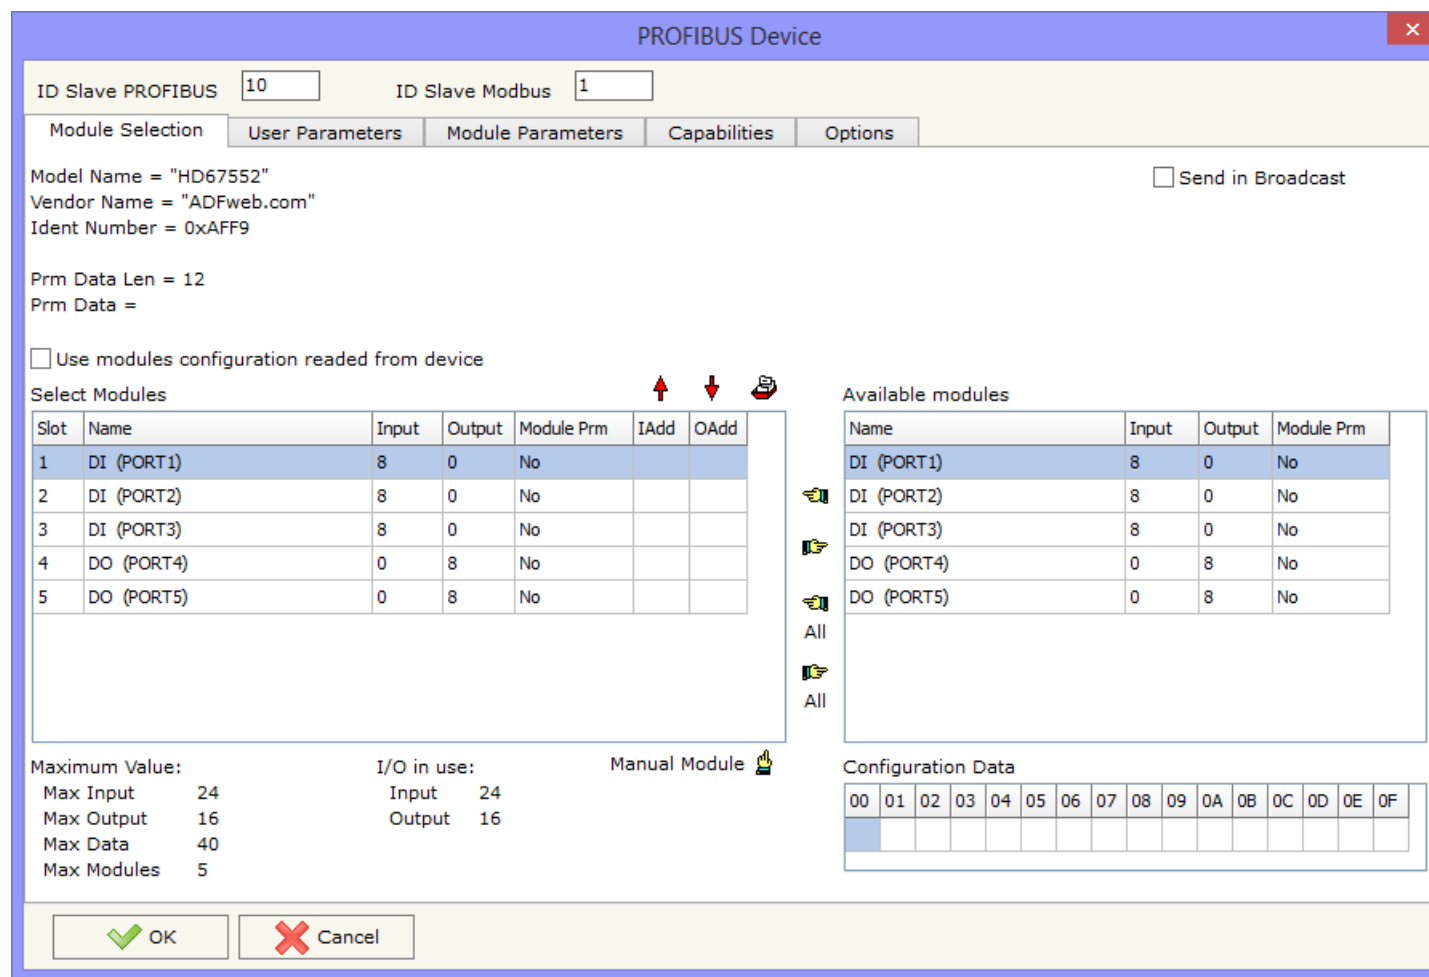 PROFIBUS Device
ID Slave PROFIBUS 10 ID Slave Modbus 1
Module Selection User Parameters Module Parameters Capabilities Options
Model Name = "HD67552" Send in Broadcast
Vendor Name = "ADFweb.com"
Ident Number = 0xAFF9
Prm Data Len = 12
Prm Data =
Use modules configuration readed from device
Select Modules Available modules
Slot Name Input Output Module Prm IAdd OAdd Name Input Output Module Prm
1 DI (PORT1) 8 0 No DI (PORT1) 8 0 No
2 DI (PORT2) 8 0 No DI (PORT2) 8 0 No
3 DI (PORT3) 8 0 No DI (PORT3) 8 0 No
4 DO (PORT4) 0 8 No DO (PORT4) 0 8 No
5 DO (PORT5) 0 8 No DO (PORT5) 0 8 No
All
All
Maximum Value: I/O in use: Manual Module Configuration Data
Max Input 24 Input 24 00 01 02 03 04 05 06 07 08 09 0A 0B 0C 0D 0E 0F
Max Output 16 Output 16
Max Data 40
Max Modules 5
OK Cancel